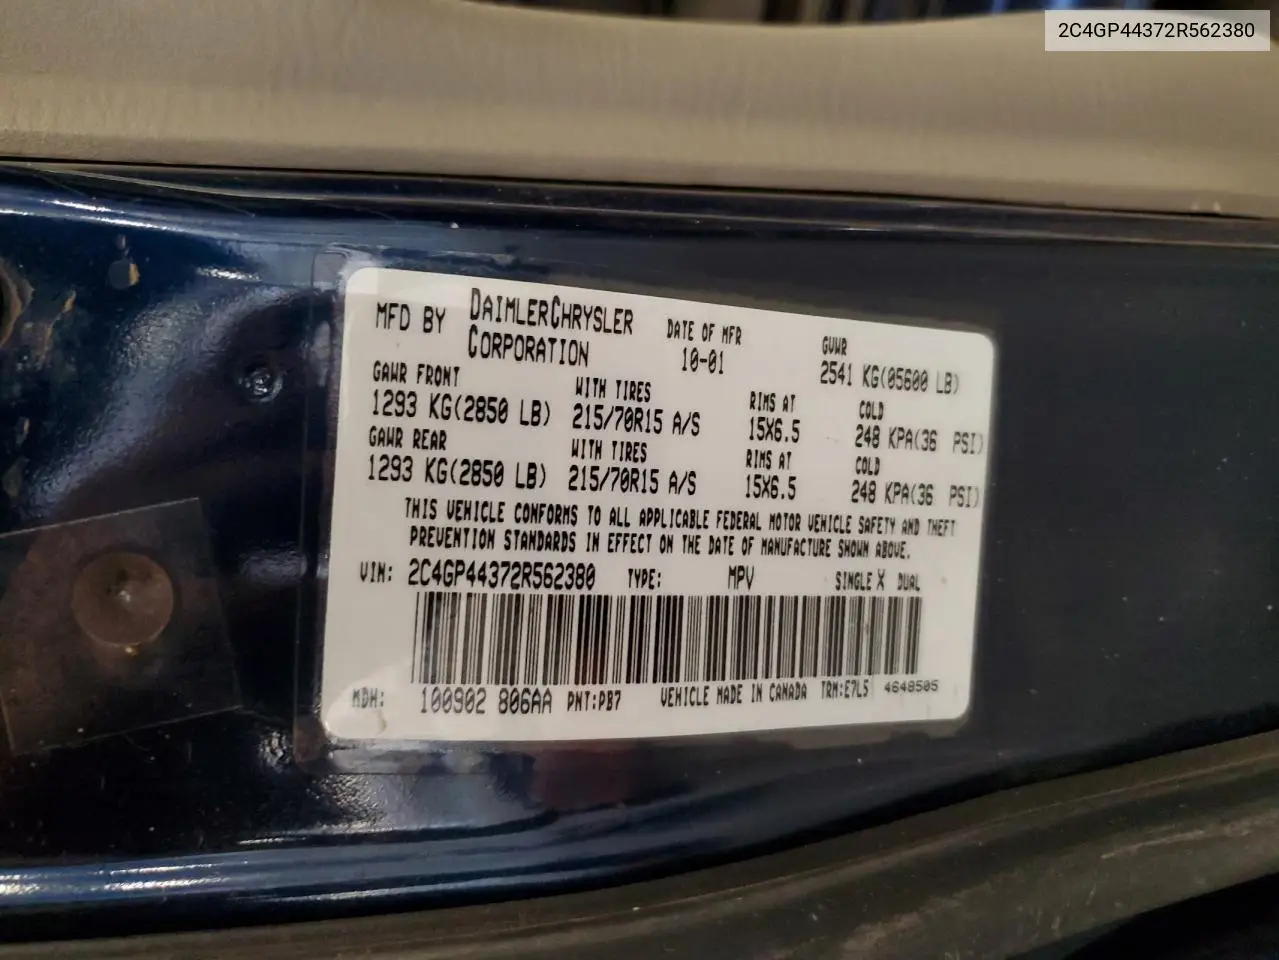 2C4GP44372R562380
MFD BY DAIMLERCHRYSLER CORPORATION DATE OF MFR 10-01 GVWR 2541 KG(05600 LB)
GAWR FRONT WITH TIRES RIMS AT COLD
1293 KG(2850 LB) 215/70R15 A/S 15X6.5 248 KPA(36 PSI)
GAWR REAR WITH TIRES RIMS AT COLD
1293 KG(2850 LB) 215/70R15 A/S 15X6.5 248 KPA(36 PSI)
THIS VEHICLE CONFORMS TO ALL APPLICABLE FEDERAL MOTOR VEHICLE SAFETY AND THEFT
PREVENTION STANDARDS IN EFFECT ON THE DATE OF MANUFACTURE SHOWN ABOVE.
VIN: 2C4GP44372R562380 TYPE: MPV SINGLE X DUAL
MDH: 100902 806AA PNT:PB7 VEHICLE MADE IN CANADA TRM:E7L5 4648505